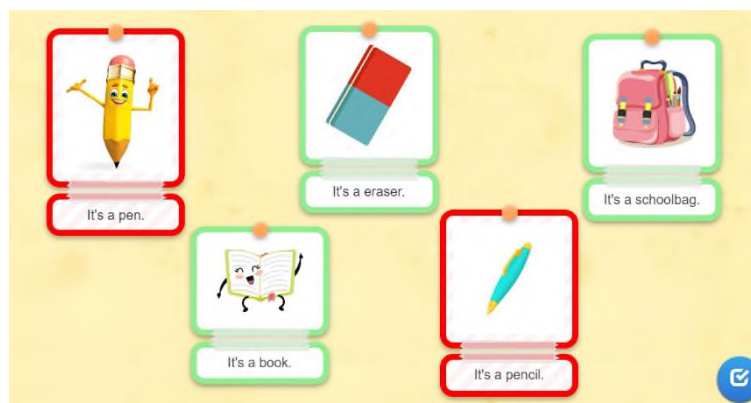 It's a pen.
It's a eraser.
It's a schoolbag.
It's a book.
It's a pencil.